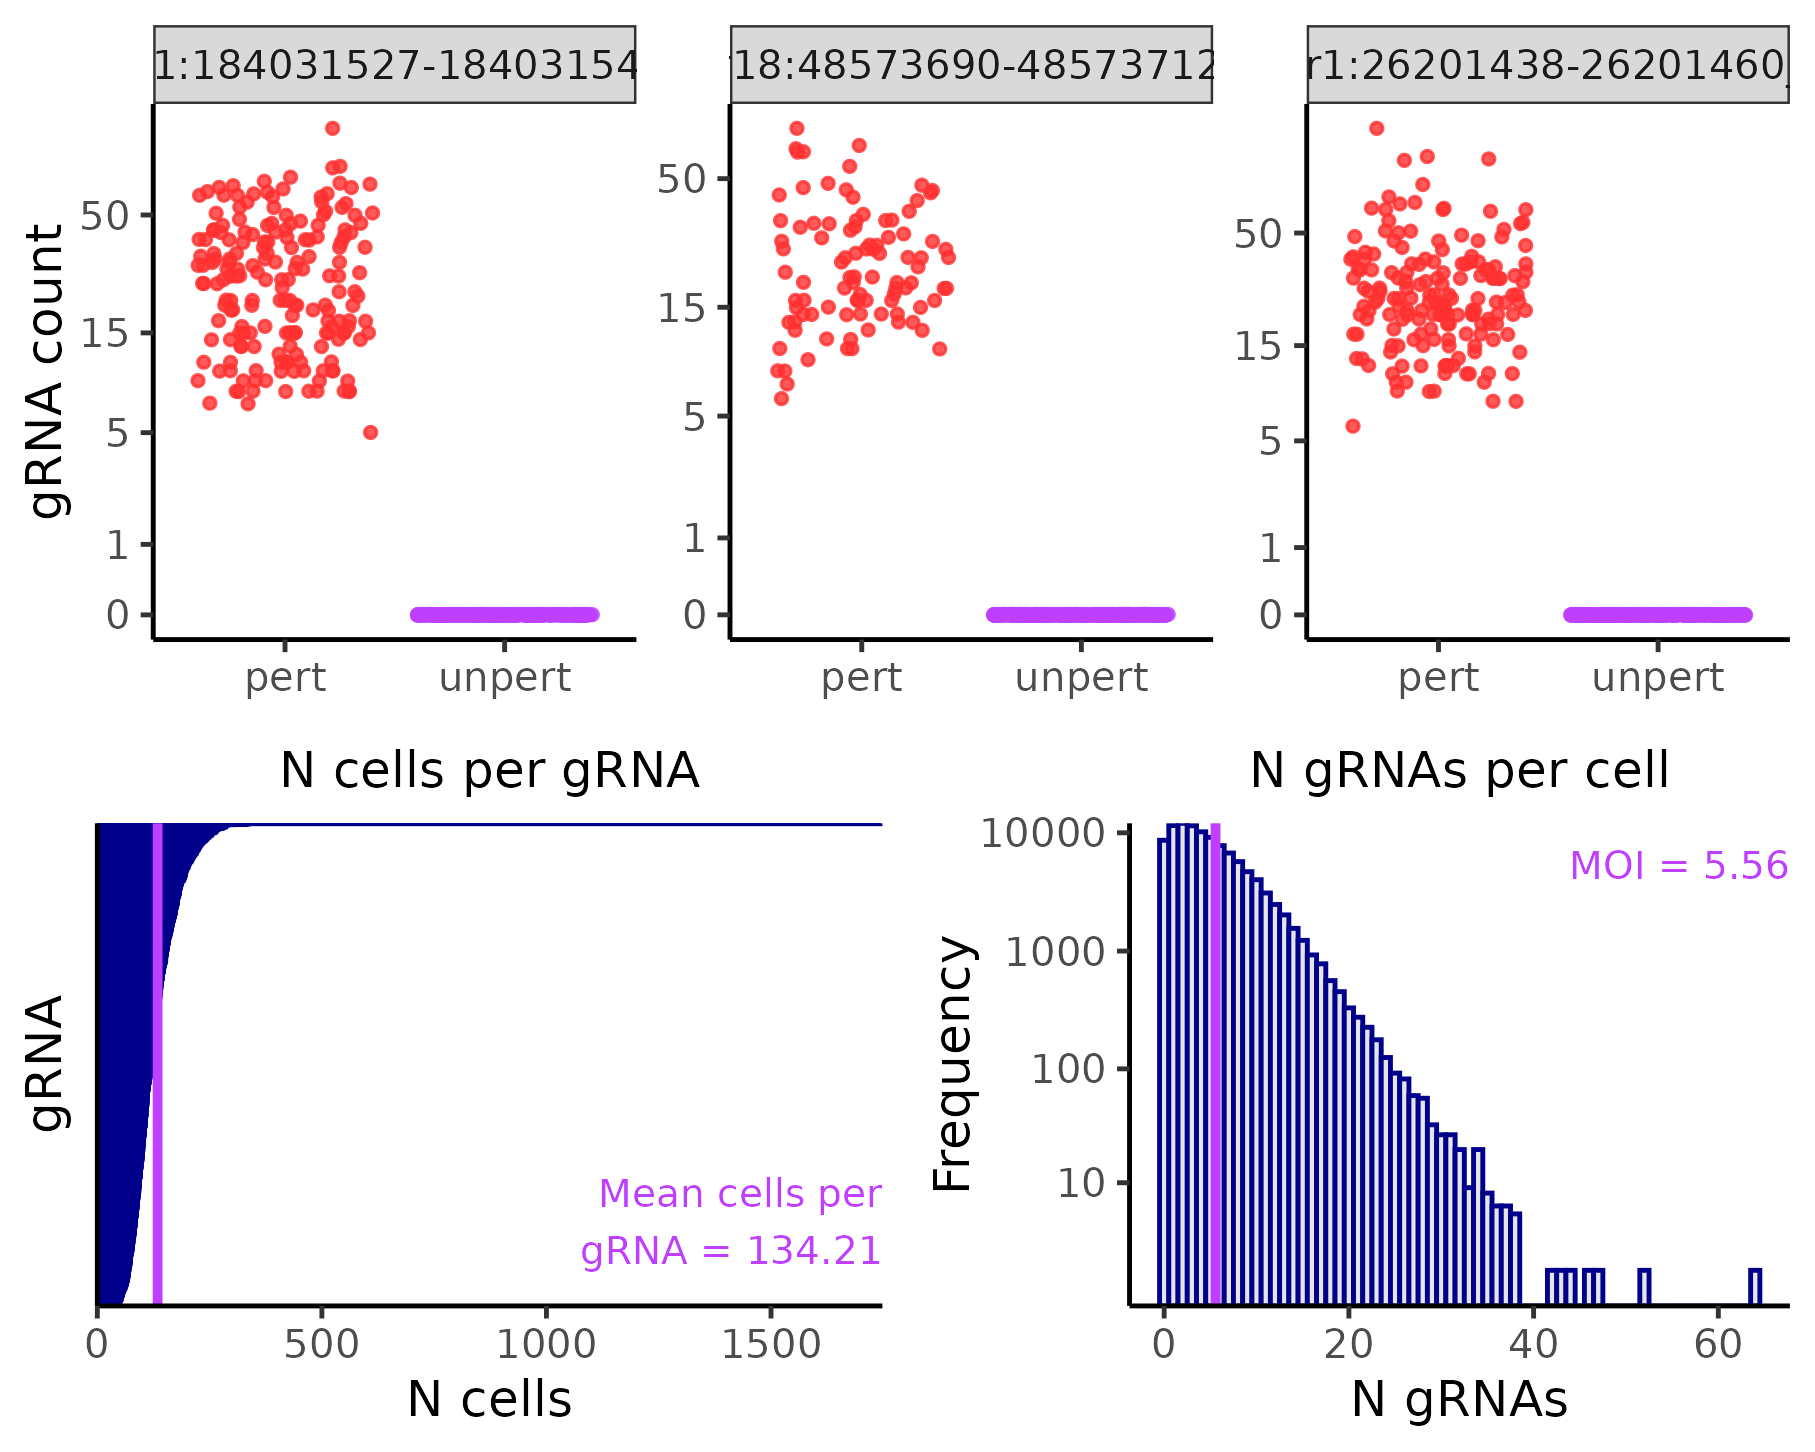 1:184031527-18403154
18:48573690-48573712
r1:26201438-26201460
gRNA count
50
15
5
1
0
pert
unpert
50
15
5
1
0
pert
unpert
50
15
5
1
0
pert
unpert
N cells per gRNA
gRNA
Mean cells per
gRNA = 134.21
0
500
1000
1500
N cells
N gRNAs per cell
Frequency
10000
1000
100
10
MOI = 5.56
0
20
40
60
N gRNAs